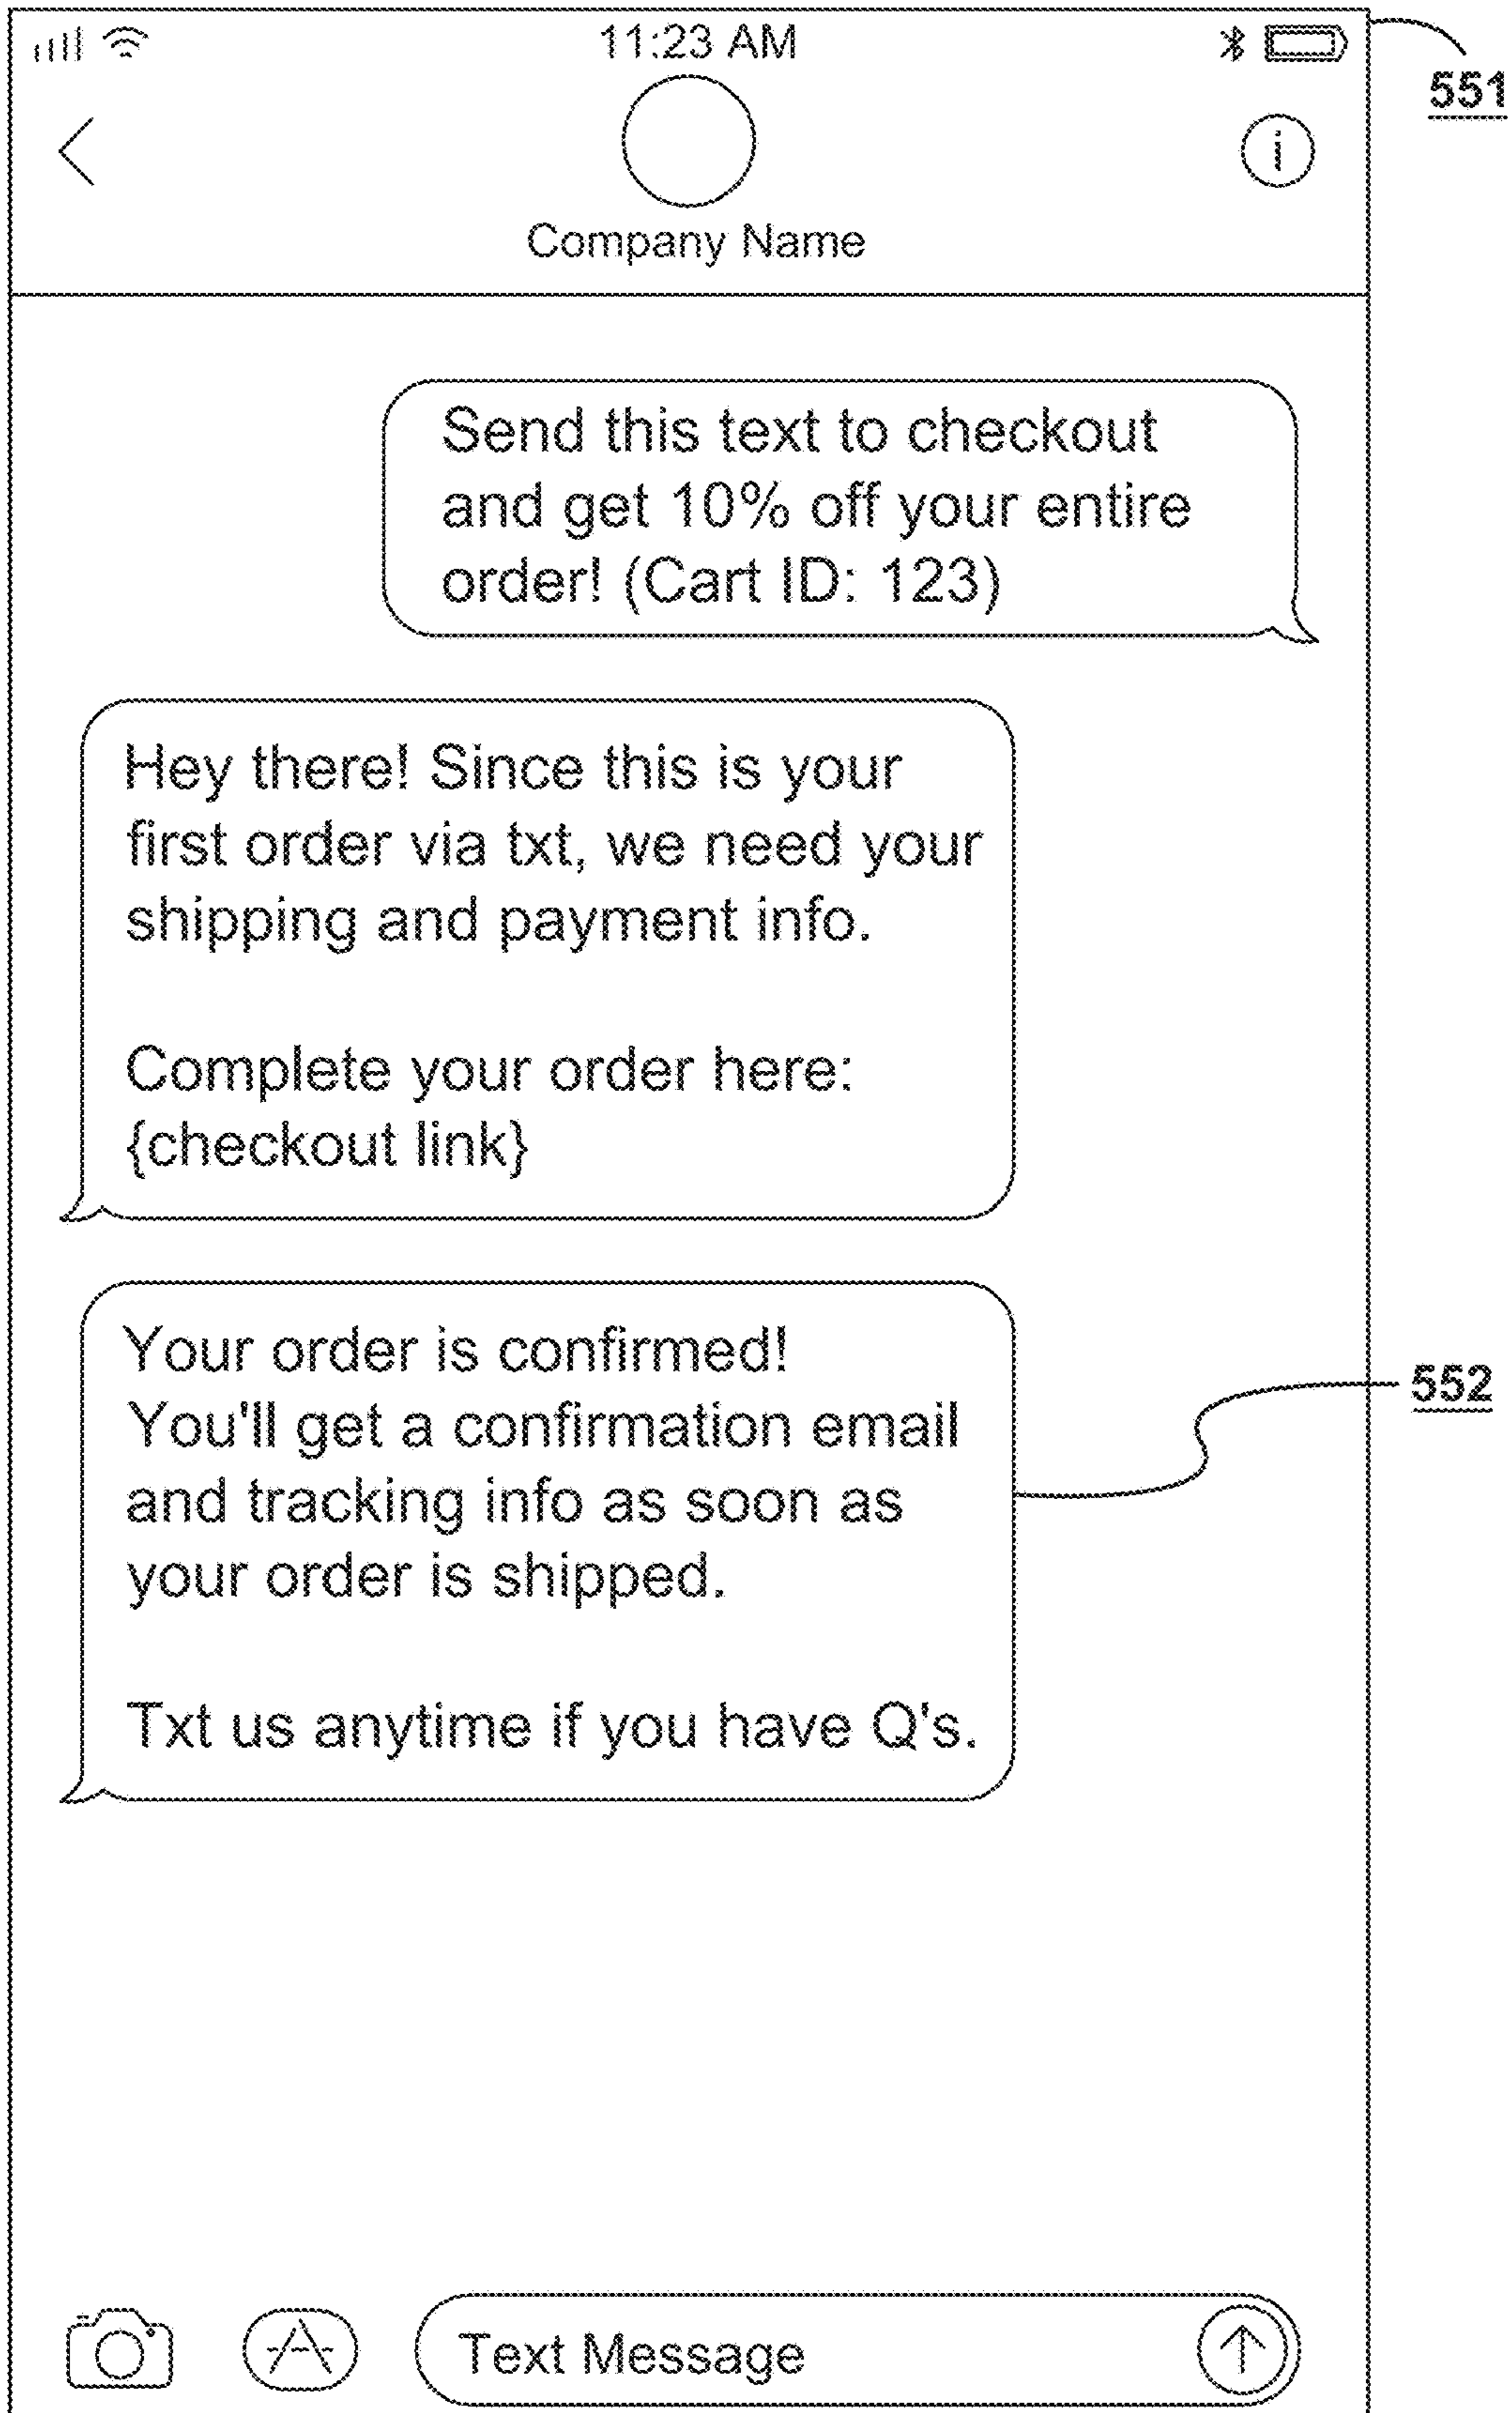 11:23 AM
551
i
Company Name
Send this text to checkout
and get 10% off your entire
order! (Cart ID: 123)
Hey there! Since this is your
first order via txt, we need your
shipping and payment info.
Complete your order here:
{checkout link}
Your order is confirmed!
You'll get a confirmation email
and tracking info as soon as
your order is shipped.
Txt us anytime if you have Q's.
552
Text Message